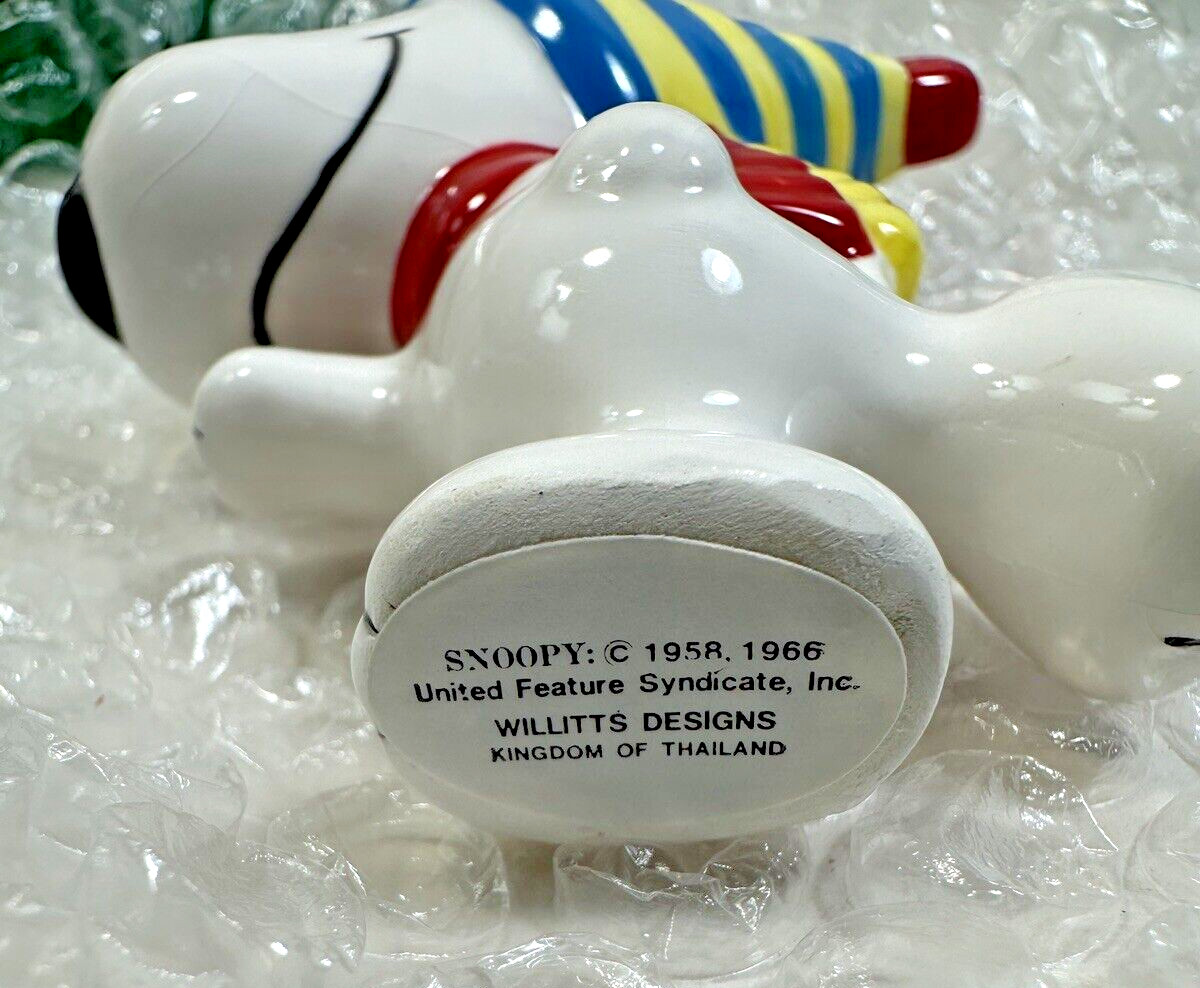 SNOOPY: © 1958, 1966
United Feature Syndicate, Inc.
WILLITTS DESIGNS
KINGDOM OF THAILAND